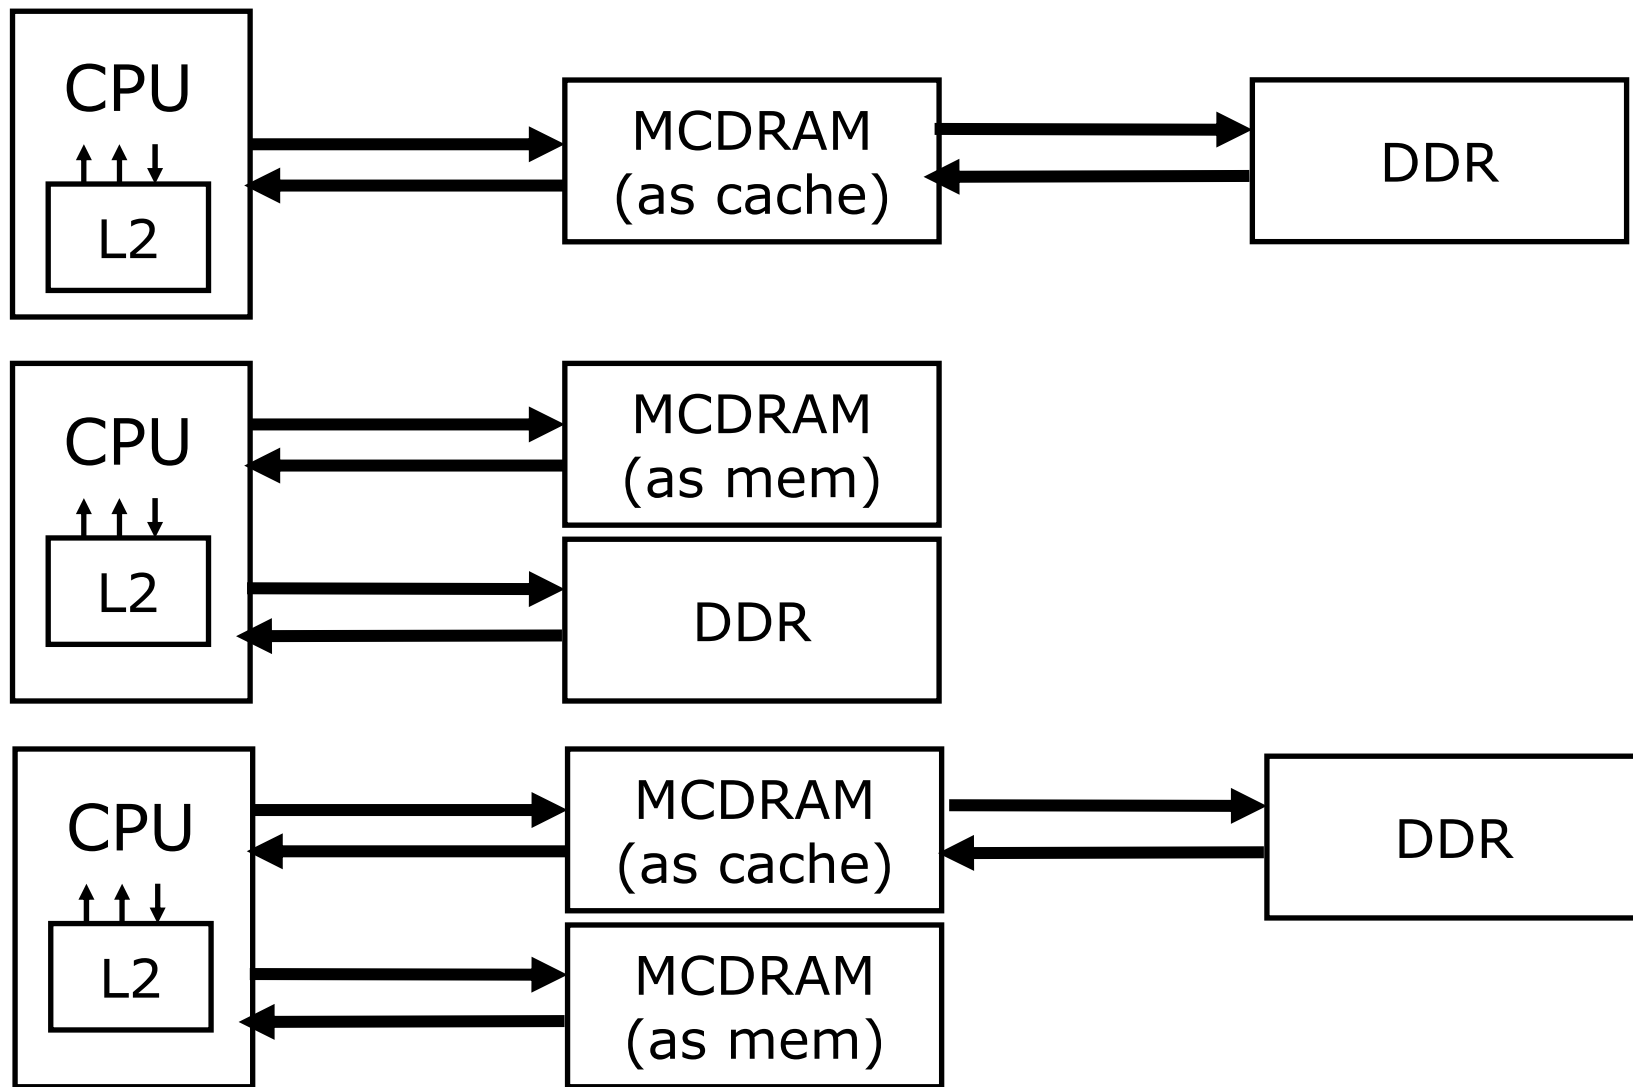 CPU
L2
MCDRAM
(as cache)
DDR
CPU
L2
MCDRAM
(as mem)
DDR
CPU
L2
MCDRAM
(as cache)
DDR
MCDRAM
(as mem)